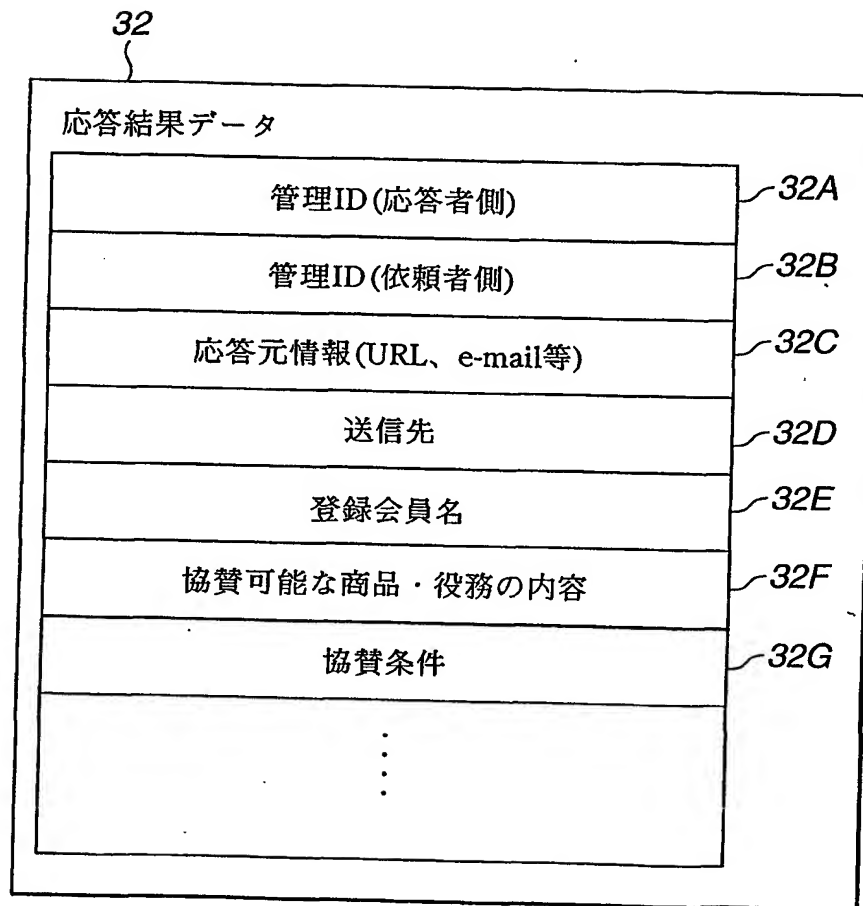 32
応答結果データ
管理ID(応答者側) 32A
管理ID(依頼者側) 32B
応答元情報(URL、e-mail等) 32C
送信先 32D
登録会員名 32E
協賛可能な商品・役務の内容 32F
協賛条件 32G